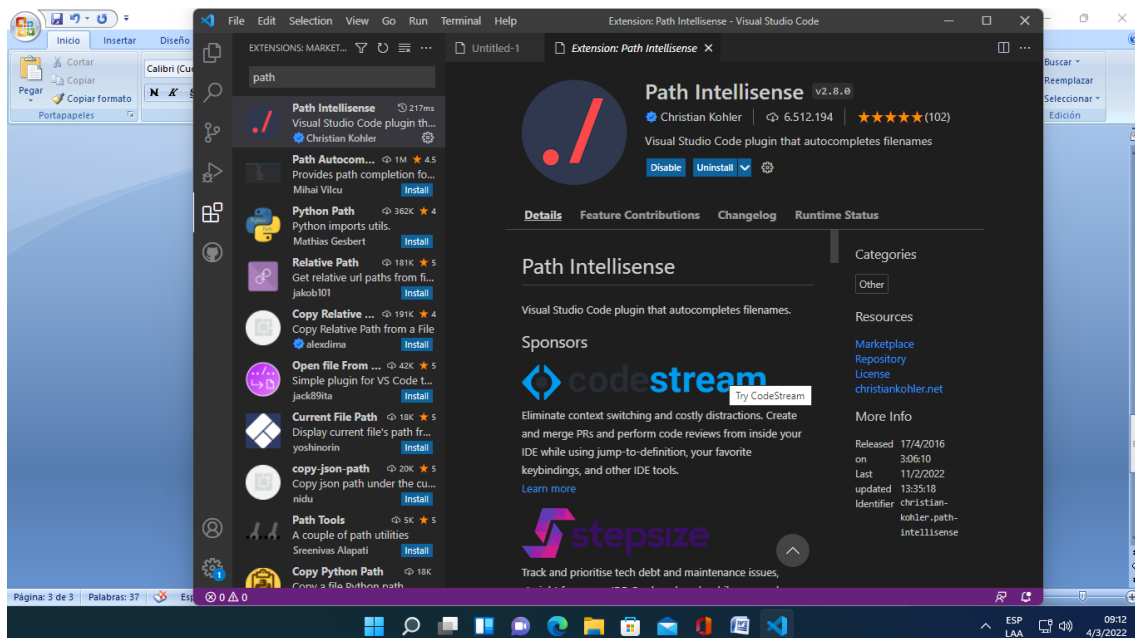 File Edit Selection View Go Run Terminal Help
Extension: Path Intellisense - Visual Studio Code
Inicio Insertar Diseño
Pegar
Cortar
Copiar
Copiar formato
Portapapeles
Calibri (Cue
N K S
Buscar
Reemplazar
Seleccionar
Edición
EXTENSIONS: MARKET...
Untitled-1
Extension: Path Intellisense
path
Path Intellisense 217ms
Visual Studio Code plugin th...
Christian Kohler
Path Autocom... 1M 4.5
Provides path completion fo...
Mihai Vilcu Install
Python Path 362K 4
Python imports utils.
Mathias Gesbert Install
Relative Path 181K 5
Get relative url paths from fi...
jakob101 Install
Copy Relative ... 191K 4
Copy Relative Path from a File
alexdima Install
Open file From ... 42K 5
Simple plugin for VS Code t...
jack89ita Install
Current File Path 18K 5
Display current file's path fr...
yoshinorin Install
copy-json-path 20K 5
Copy json path under the cu...
nidu Install
Path Tools 5K 5
A couple of path utilities
Sreenivas Alapati Install
Copy Python Path 18K
Copy a file Python path
Path Intellisense v2.8.0
Christian Kohler 6.512.194 (102)
Visual Studio Code plugin that autocompletes filenames
Disable Uninstall
Details Feature Contributions Changelog Runtime Status
Path Intellisense
Visual Studio Code plugin that autocompletes filenames.
Sponsors
codestream
Try CodeStream
Eliminate context switching and costly distractions. Create
and merge PRs and perform code reviews from inside your
IDE while using jump-to-definition, your favorite
keybindings, and other IDE tools.
Learn more
stepsize
Track and prioritise tech debt and maintenance issues,
Categories
Other
Resources
Marketplace
Repository
License
christiankohler.net
More Info
Released on 17/4/2016 3:06:10
Last updated 11/2/2022 13:35:18
Identifier christian-
kohler.path-
intellisense
Página: 3 de 3 Palabras: 37 Esp
0 0
1
ESP
LAA
09:12
4/3/2022